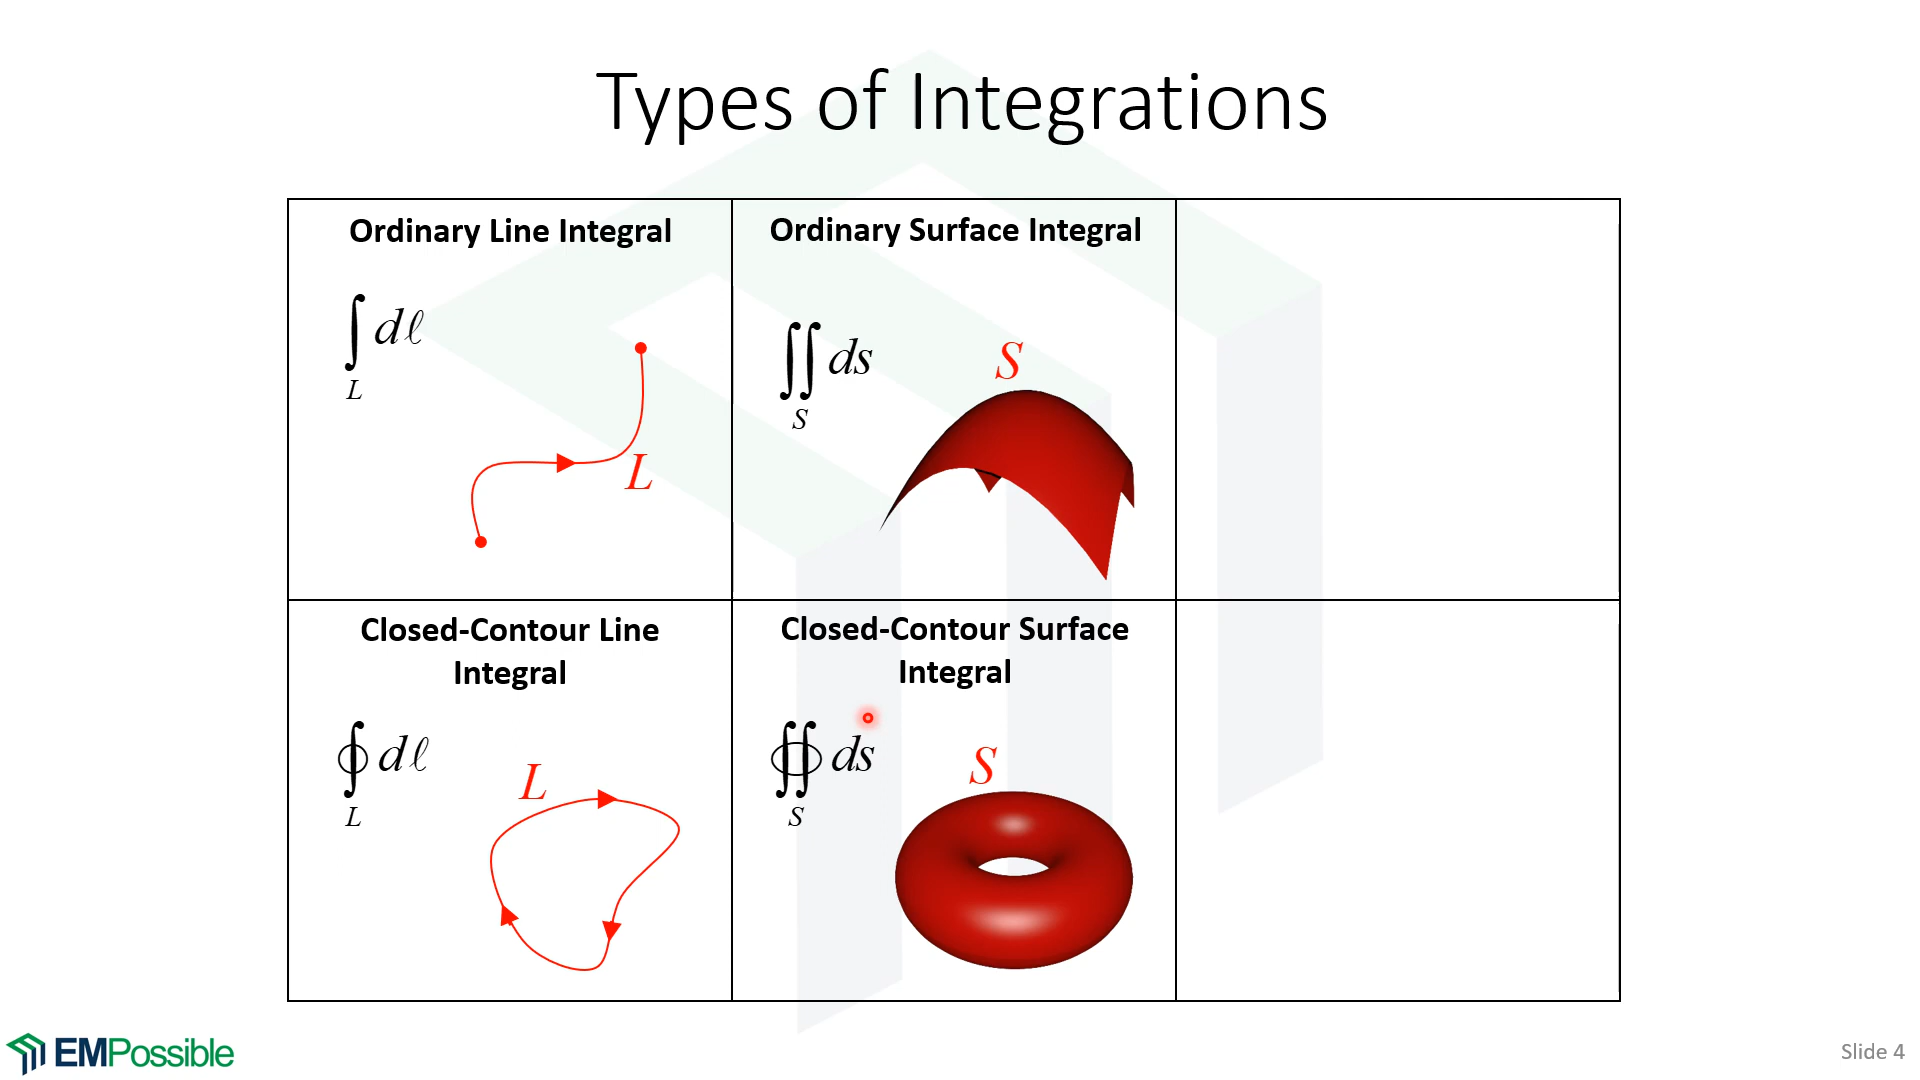 Types of Integrations
Ordinary Line Integral
∫ dℓ
L
L
Ordinary Surface Integral
∬ ds
S
S
Closed-Contour Line
Integral
∮ dℓ
L
L
Closed-Contour Surface
Integral
∯ ds
S
S
EMPossible
Slide 4